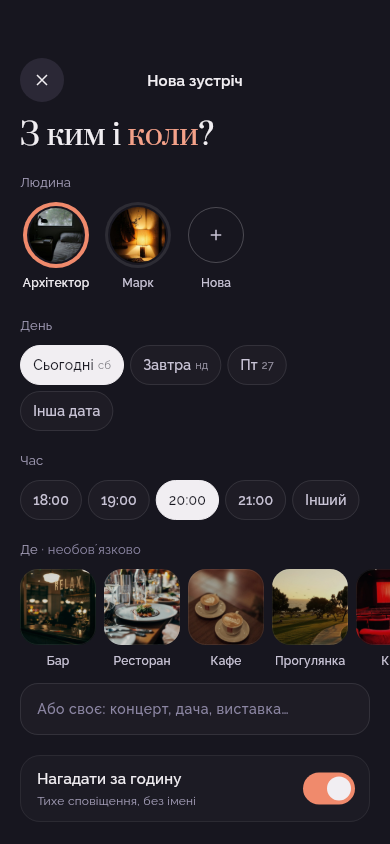 Нова зустріч
З ким і коли?
Людина
Архітектор
Марк
Нова
День
Сьогодні сб
Завтра нд
Пт 27
Інша дата
Час
18:00
19:00
20:00
21:00
Інший
Де · необов'язково
RELAX
Бар
Ресторан
Кафе
Прогулянка
К
Або своє: концерт, дача, виставка…
Нагадати за годину
Тихе сповіщення, без імені